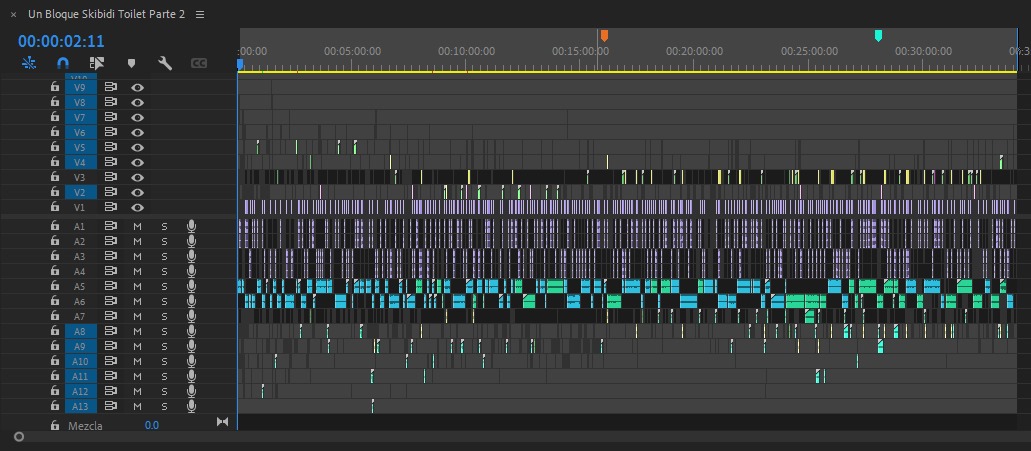 × Un Bloque Skibidi Toilet Parte 2 ≡
00:00:02:11
:00:00 00:05:00:00 00:10:00:00 00:15:00:00 00:20:00:00 00:25:00:00 00:30:00:00 00:3
CC
V10
V9
V8
V7
V6
V5
V4
V3
V2
V1
A1 M S
A2 M S
A3 M S
A4 M S
A5 M S
A6 M S
A7 M S
A8 M S
A9 M S
A10 M S
A11 M S
A12 M S
A13 M S
Mezcla 0.0